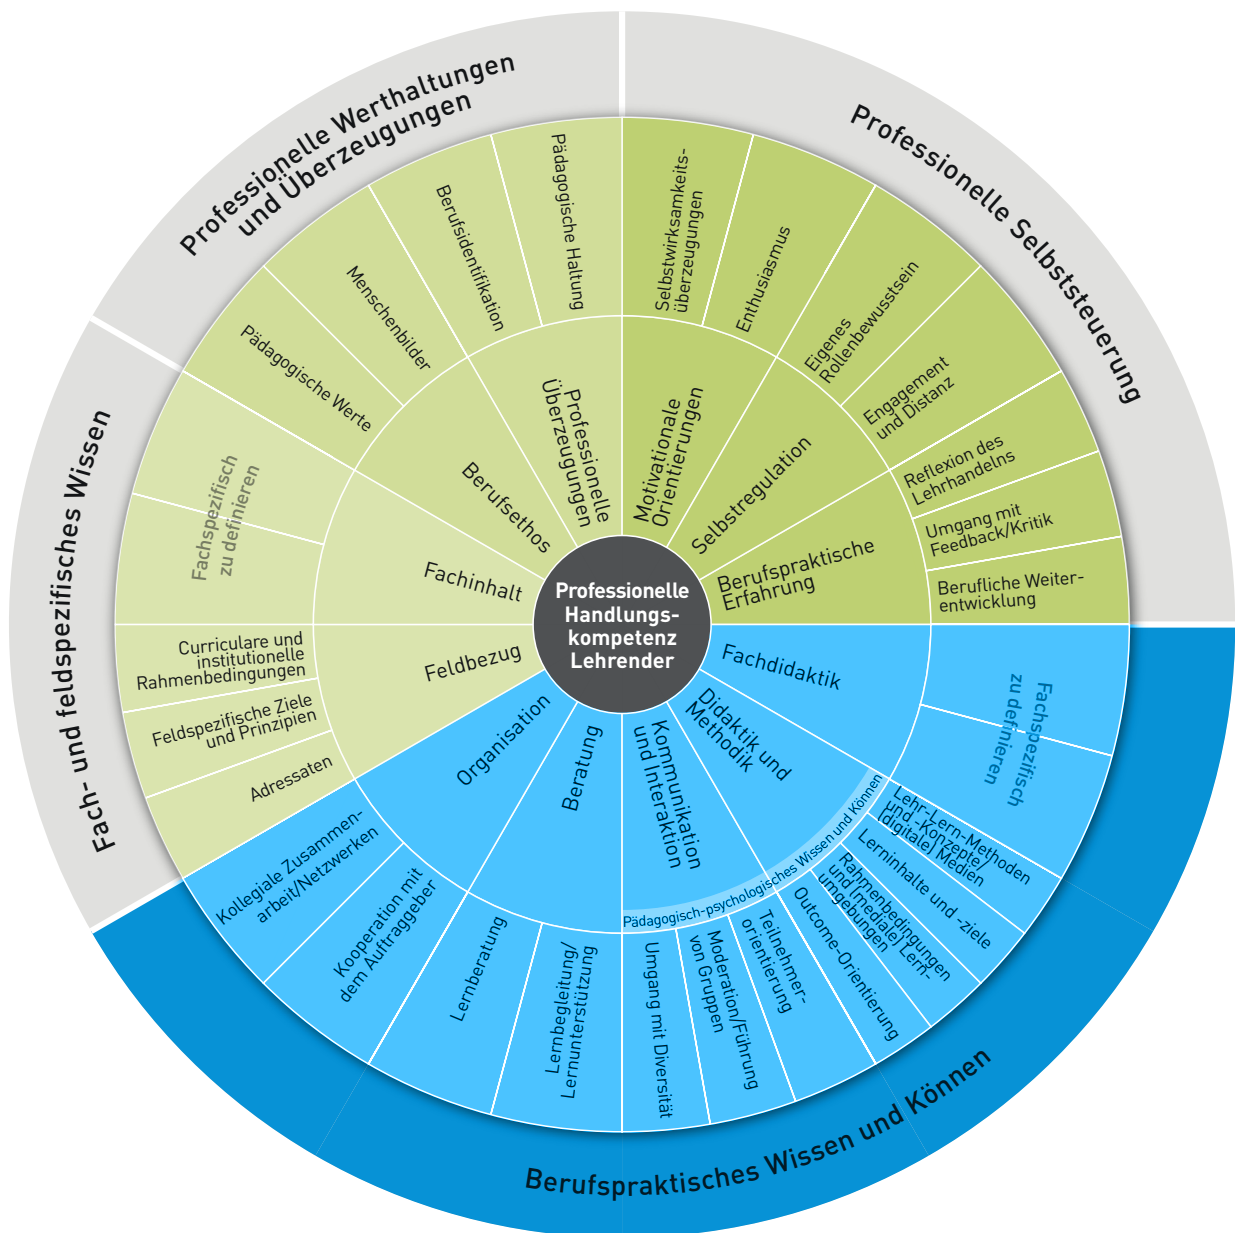 Professionelle Werthaltungen
und Überzeugungen
Professionelle Selbststeuerung
Fach- und feldspezifisches Wissen
Berufspraktisches Wissen und Können
Professionelle
Handlungs-
kompetenz
Lehrender
Motivationale
Orientierungen
Selbstwirksamkeits-
überzeugungen
Enthusiasmus
Selbstregulation
Eigenes
Rollenbewusstsein
Engagement
und Distanz
Berufspraktische
Erfahrung
Reflexion des
Lehrhandelns
Umgang mit
Feedback/Kritik
Berufliche Weiter-
entwicklung
Fachdidaktik
Fachspezifisch
zu definieren
Didaktik und
Methodik
Lehr-Lern-Methoden
und -Konzepte/
(digitale) Medien
Lerninhalte und -ziele
Rahmenbedingungen
und (mediale) Lern-
umgebungen
Outcome-Orientierung
Pädagogisch-psychologisches Wissen und Können
Kommunikation
und Interaktion
Teilnehmer-
orientierung
Moderation/Führung
von Gruppen
Umgang mit Diversität
Beratung
Lernbegleitung/
Lernunterstützung
Lernberatung
Organisation
Kooperation mit
dem Auftraggeber
Kollegiale Zusammen-
arbeit/Netzwerken
Feldbezug
Adressaten
Feldspezifische Ziele
und Prinzipien
Curriculare und
institutionelle
Rahmenbedingungen
Fachinhalt
Fachspezifisch
zu definieren
Berufsethos
Pädagogische Werte
Menschenbilder
Professionelle
Überzeugungen
Berufsidentifikation
Pädagogische Haltung